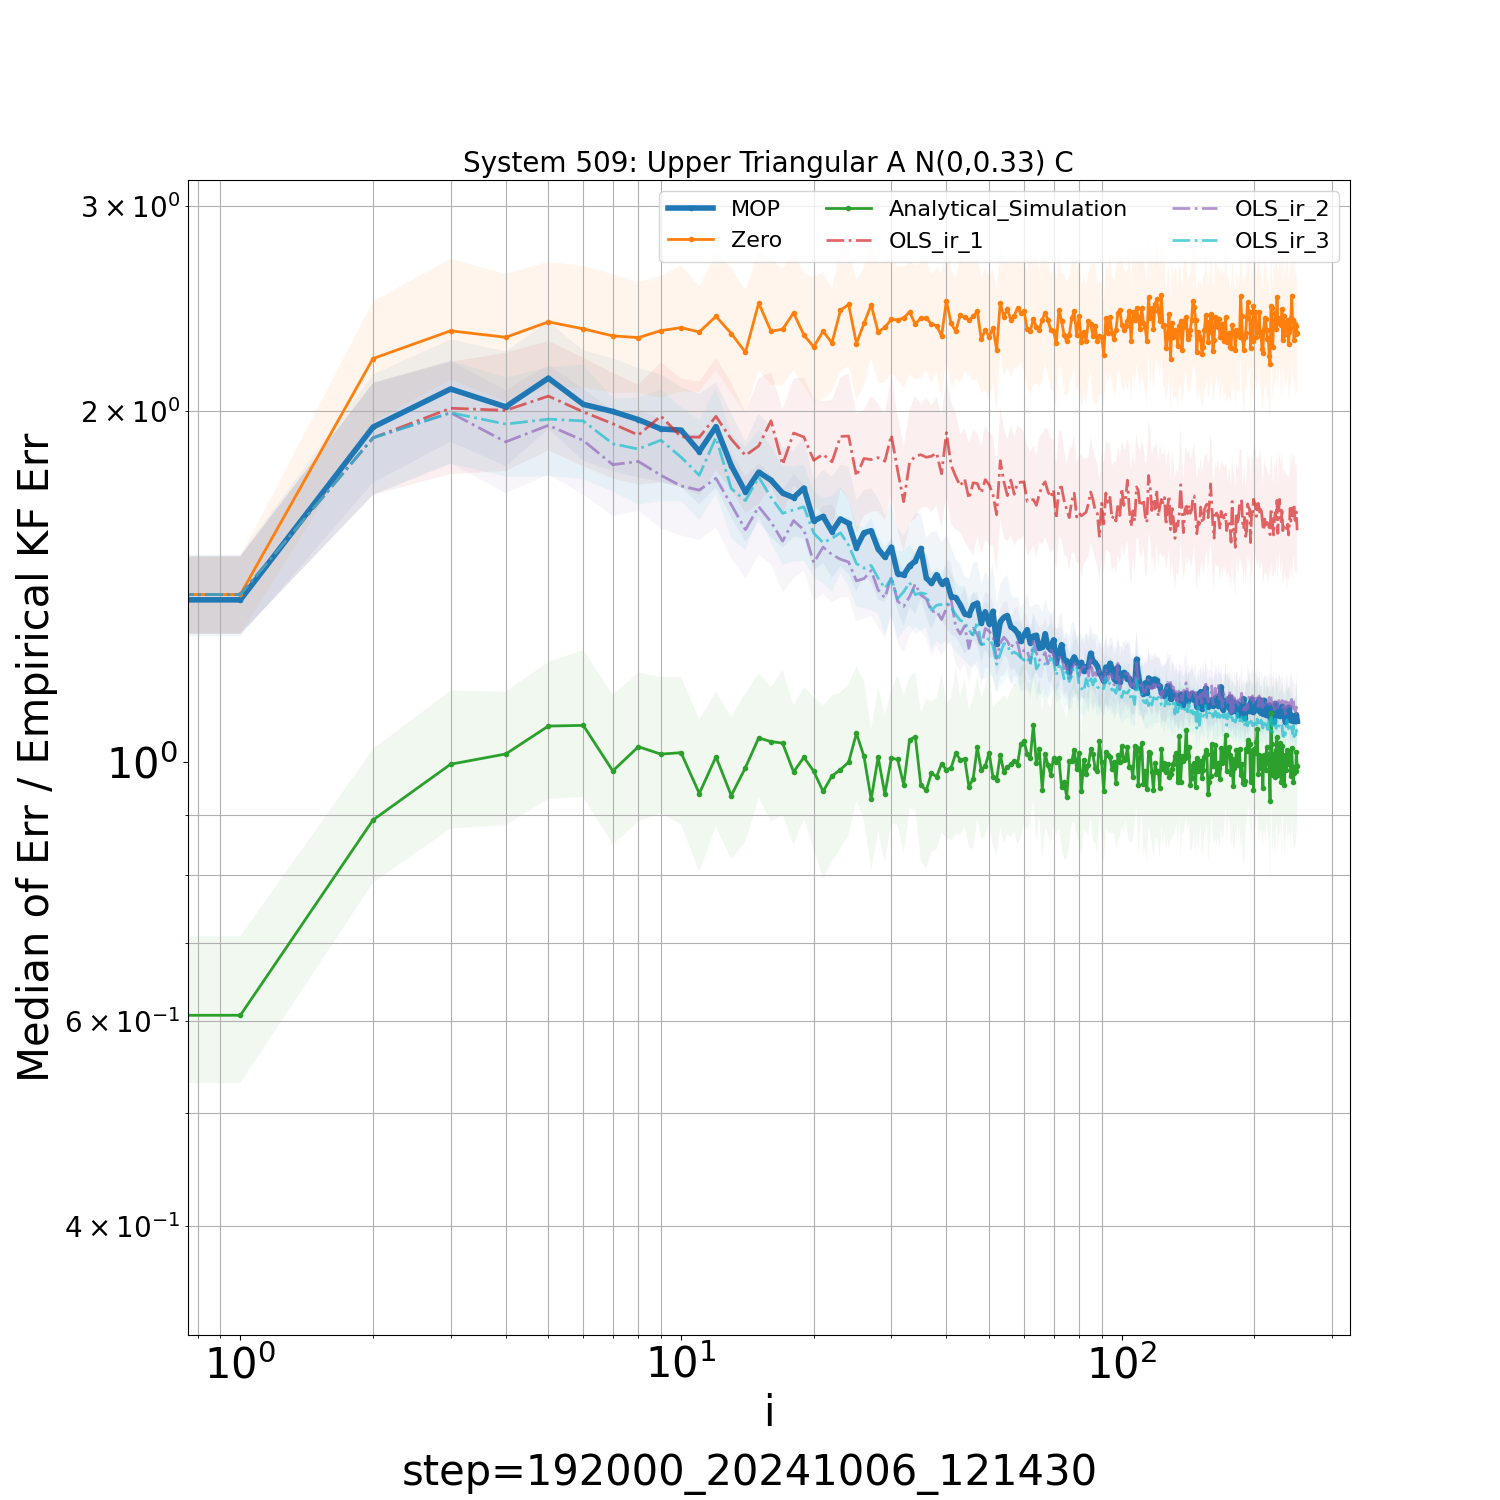 System 509: Upper Triangular A N(0,0.33) C
MOP
Zero
Analytical_Simulation
OLS_ir_1
OLS_ir_2
OLS_ir_3
Median of Err / Empirical KF Err
3 × 10⁰
2 × 10⁰
10⁰
6 × 10⁻¹
4 × 10⁻¹
10⁰
10¹
10²
i
step=192000_20241006_121430